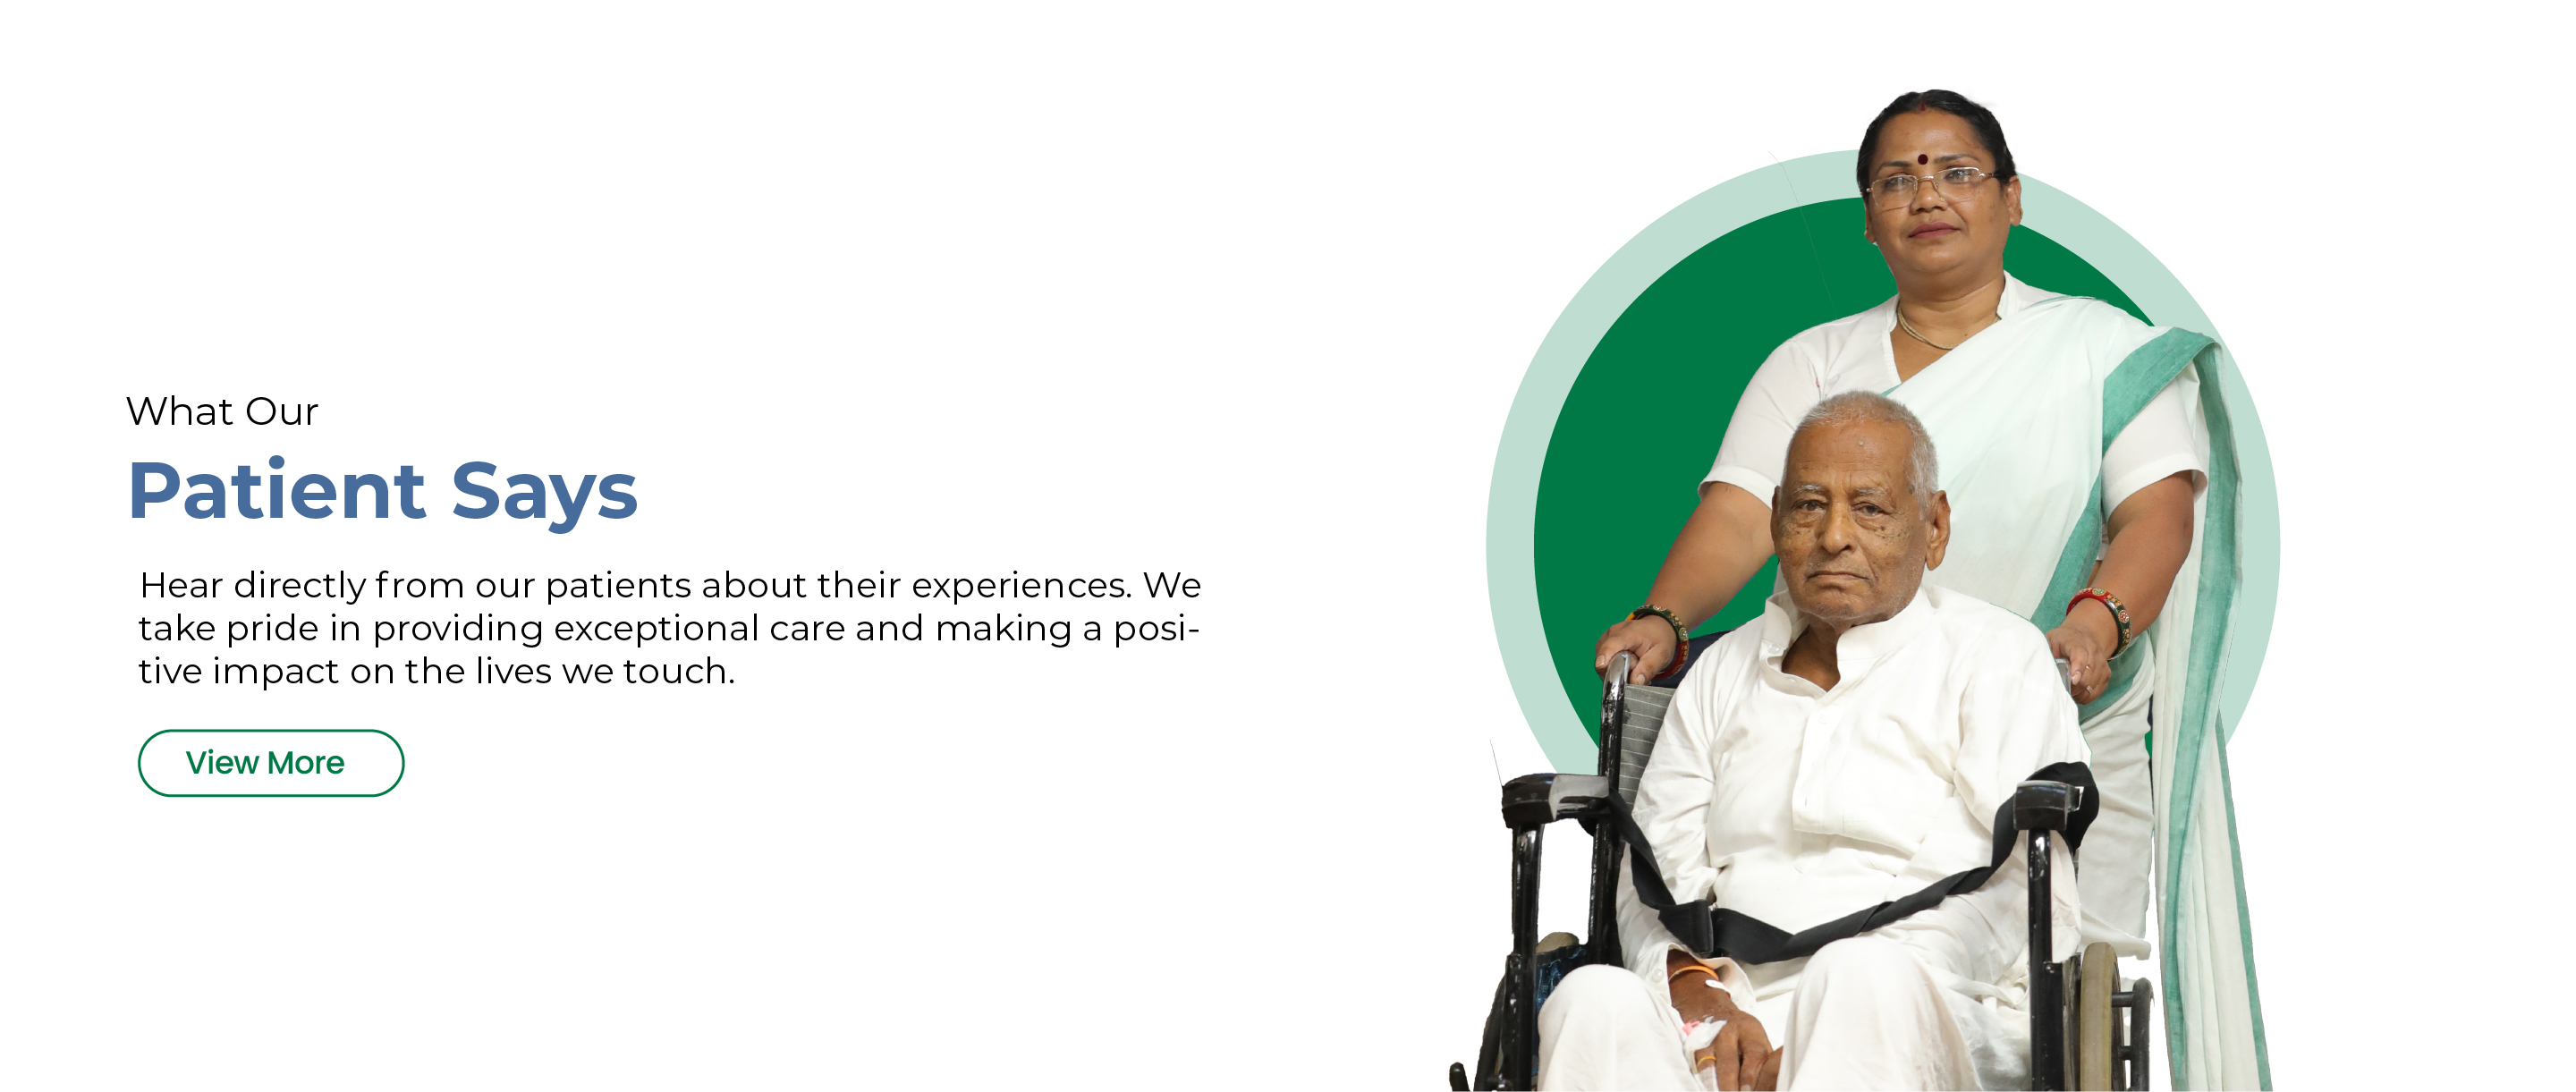 What Our
Patient Says
Hear directly from our patients about their experiences. We
take pride in providing exceptional care and making a posi-
tive impact on the lives we touch.
View More